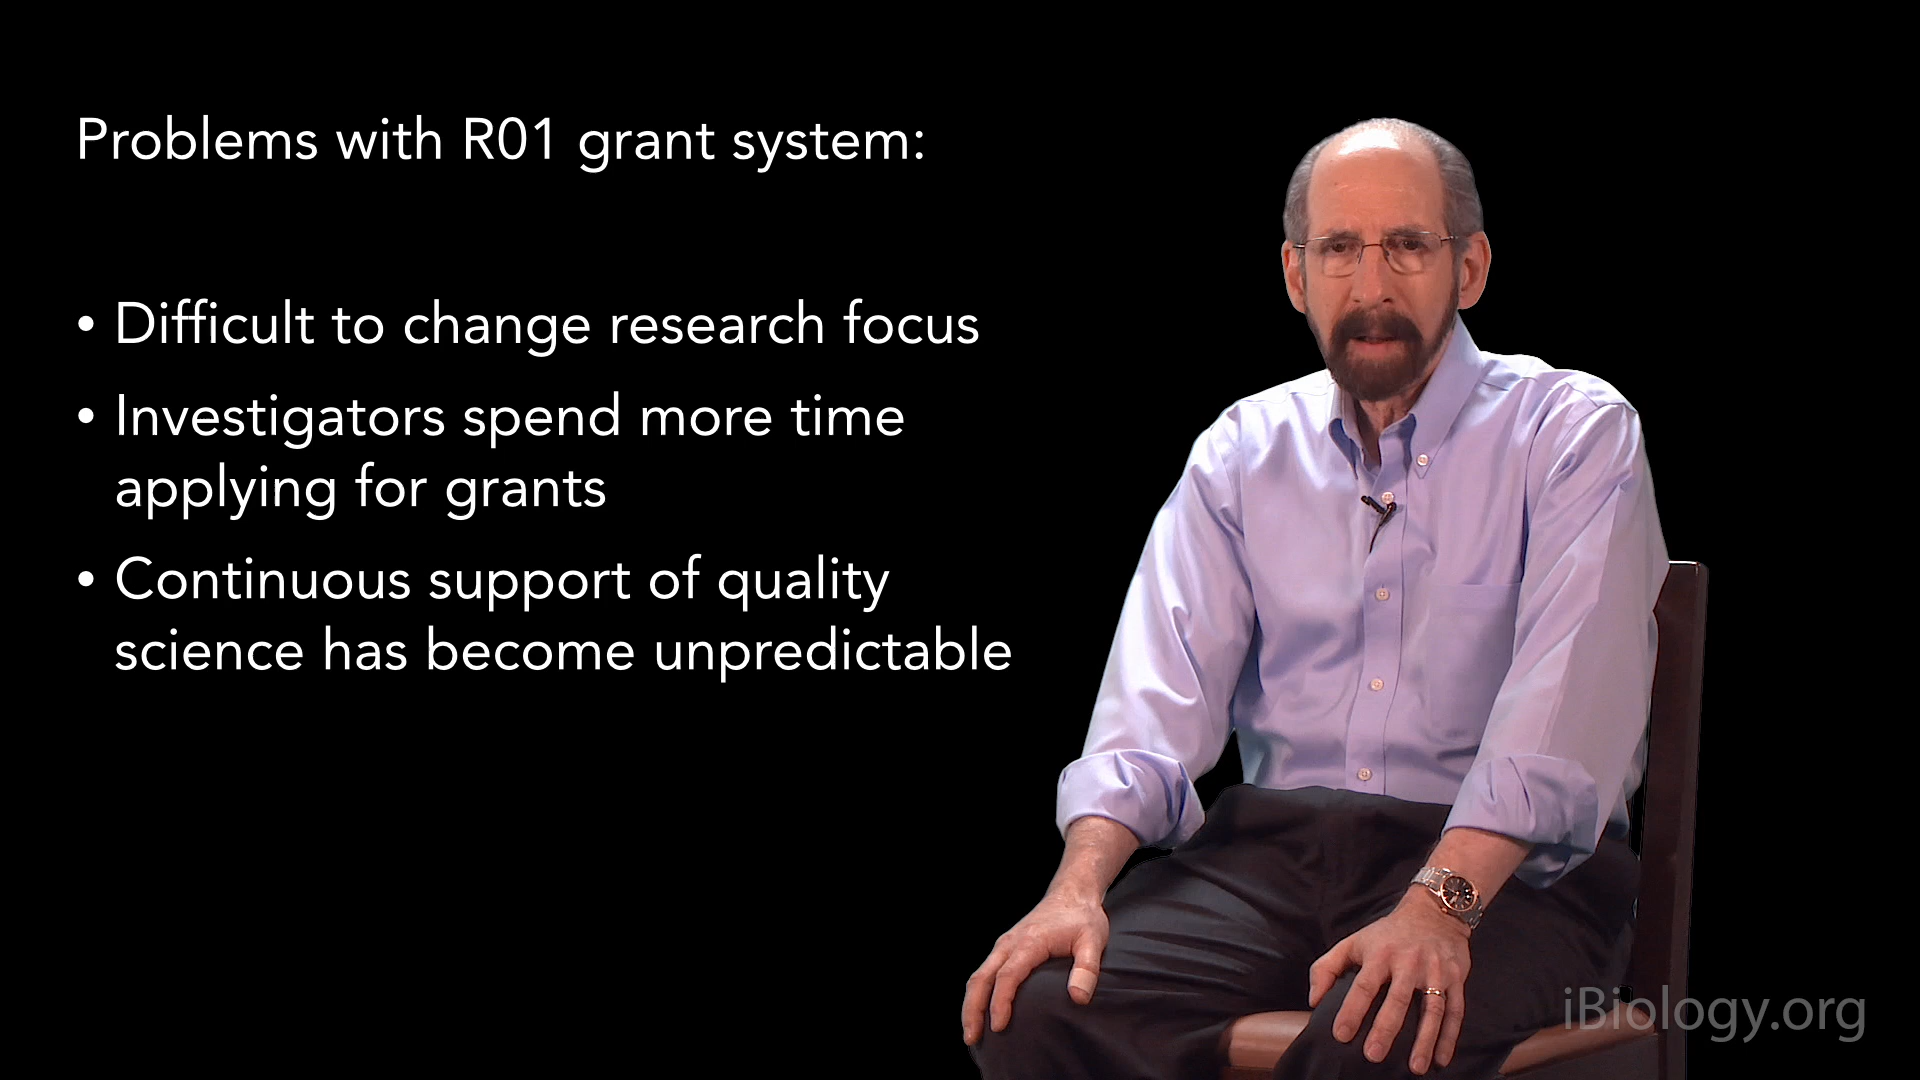 Problems with R01 grant system:
• Difficult to change research focus
• Investigators spend more time
applying for grants
• Continuous support of quality
science has become unpredictable
iBiology.org